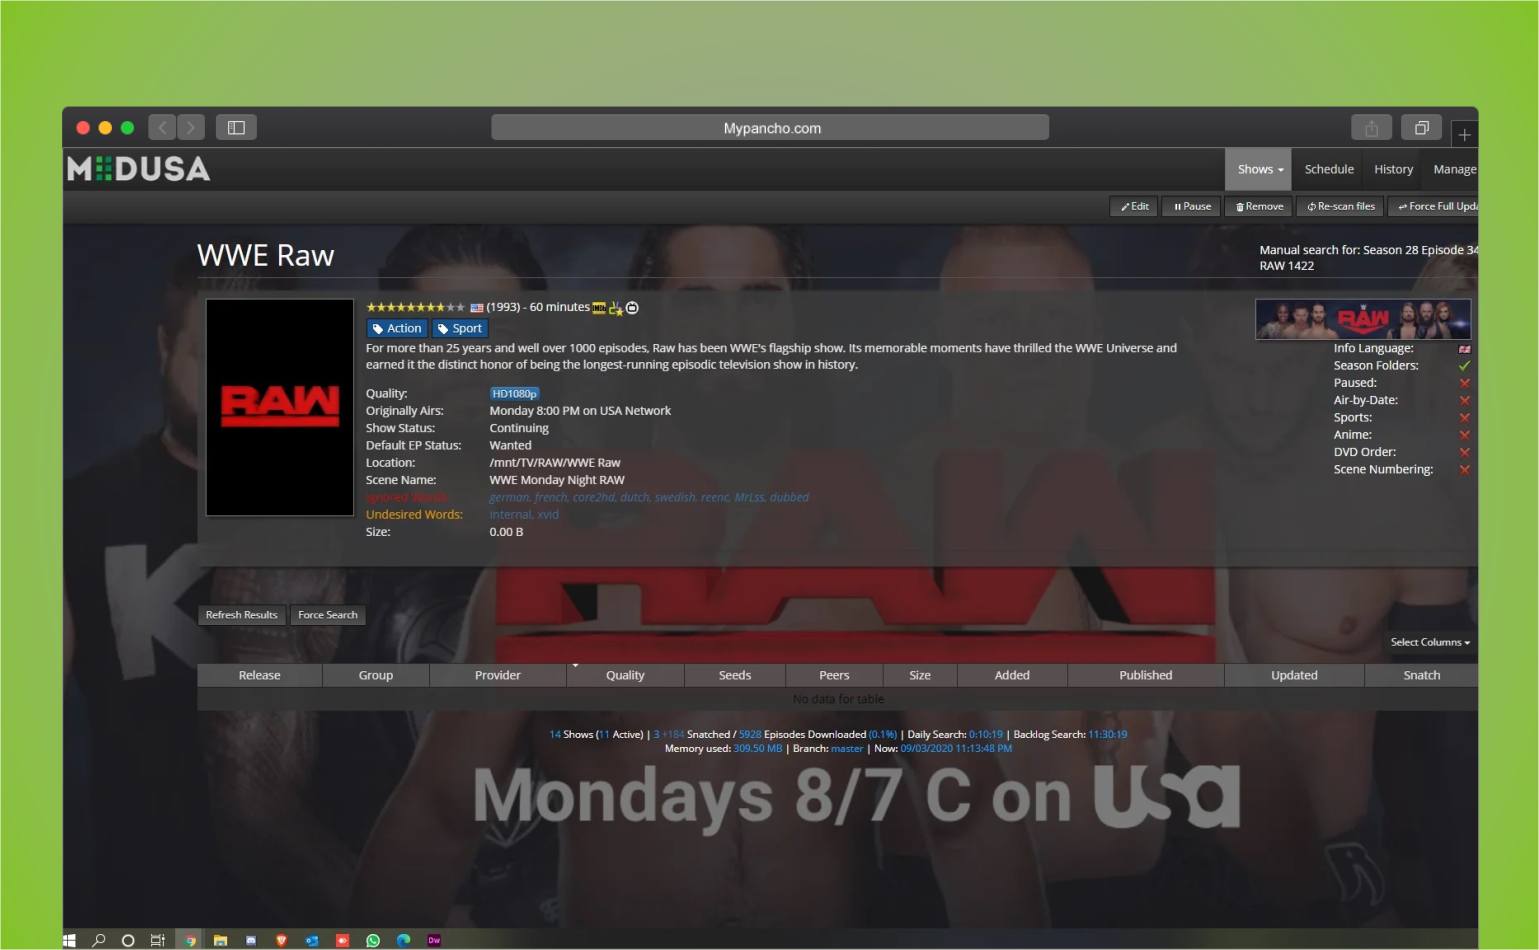 Mypancho.com
MEDUSA
Shows
Schedule
History
Manage
Edit
Pause
Remove
Re-scan files
Force Full Upda
WWE Raw
Manual search for: Season 28 Episode 34
RAW 1422
(1993) - 60 minutes
Action
Sport
For more than 25 years and well over 1000 episodes, Raw has been WWE's flagship show. Its memorable moments have thrilled the WWE Universe and
earned it the distinct honor of being the longest-running episodic television show in history.
RAW
RAW
Quality: HD1080p
Originally Airs: Monday 8:00 PM on USA Network
Show Status: Continuing
Default EP Status: Wanted
Location: /mnt/TV/RAW/WWE Raw
Scene Name: WWE Monday Night RAW
Ignored Words: german, french, core2hd, dutch, swedish, reenc, MrLss, dubbed
Undesired Words: internal, xvid
Size: 0.00 B
Info Language:
Season Folders:
Paused:
Air-by-Date:
Sports:
Anime:
DVD Order:
Scene Numbering:
RAW
K
Refresh Results
Force Search
Select Columns
Release Group Provider Quality Seeds Peers Size Added Published Updated Snatch
No data for table
14 Shows (11 Active) | 3 +184 Snatched / 5928 Episodes Downloaded (0.1%) | Daily Search: 0:10:19 | Backlog Search: 11:30:19
Memory used: 309.50 MB | Branch: master | Now: 09/03/2020 11:13:48 PM
Mondays 8/7 C on usa
Dw